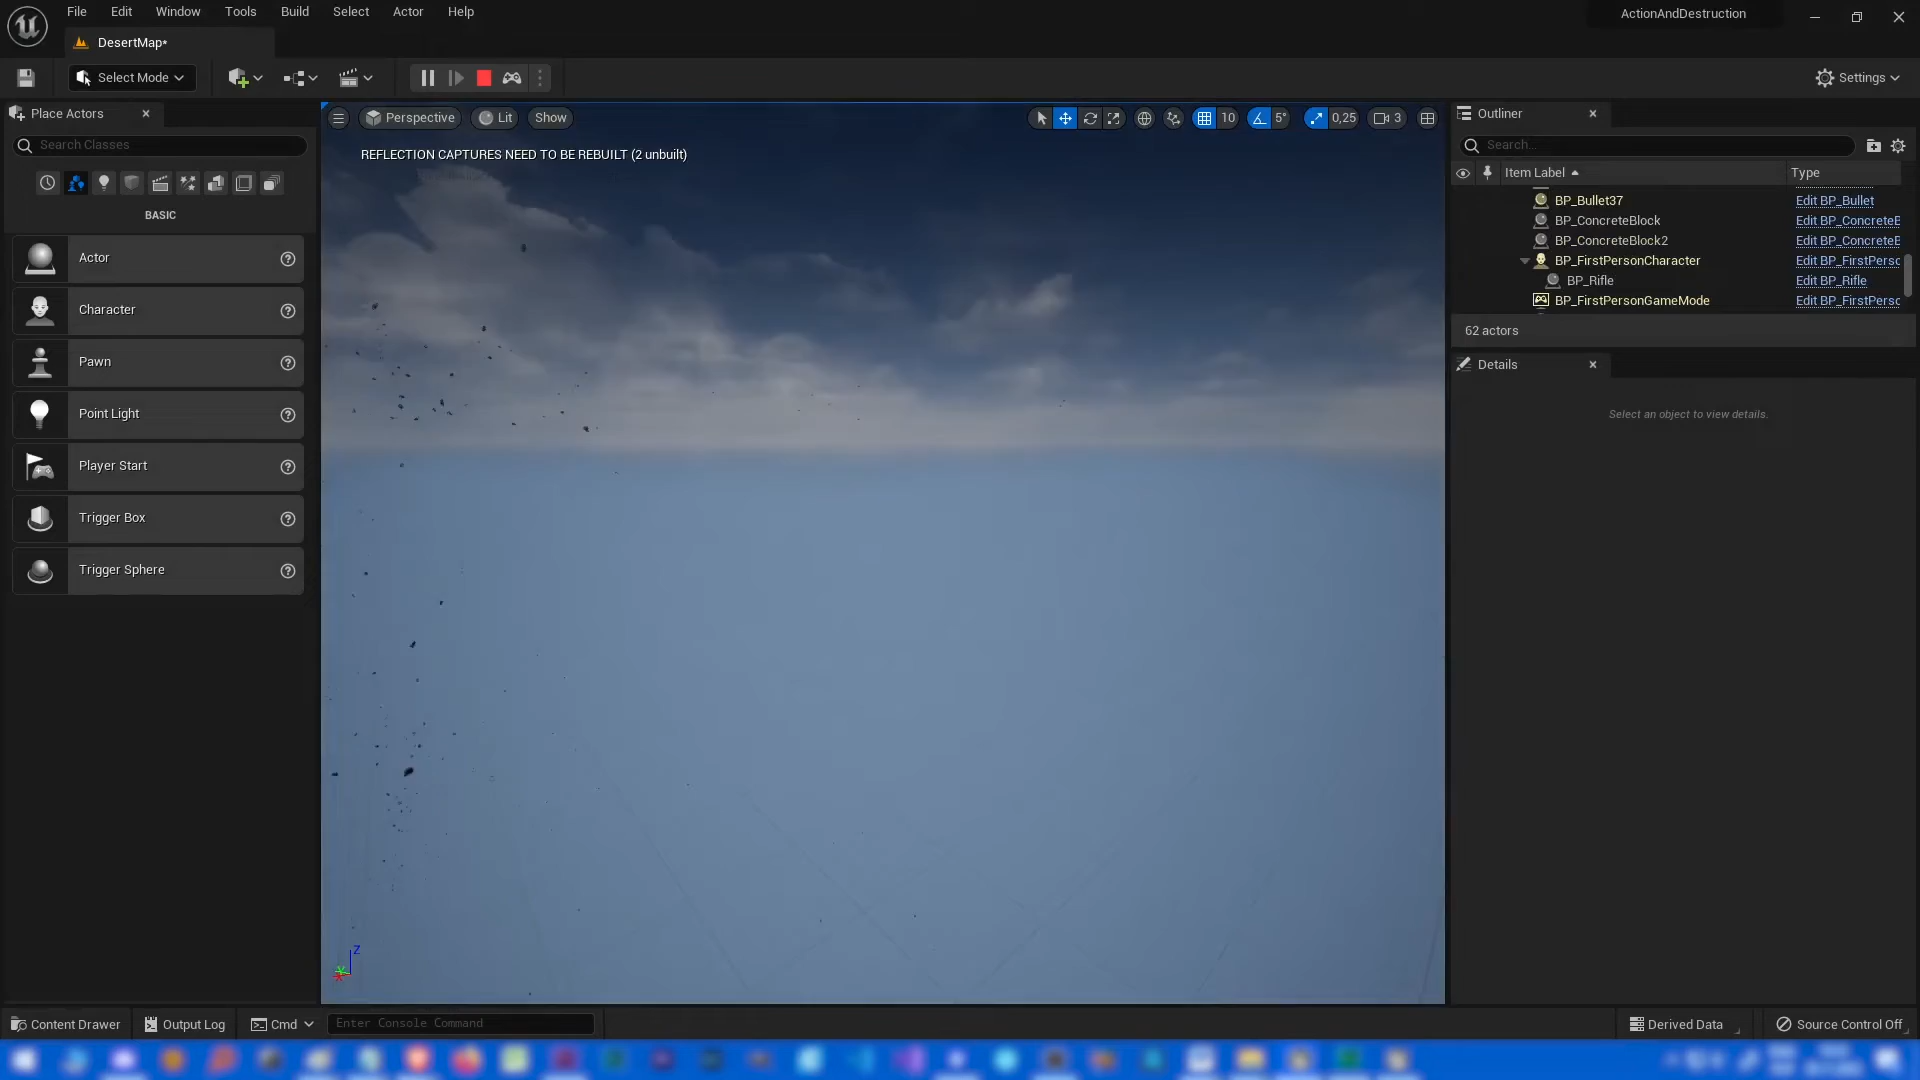 File Edit Window Tools Build Select Actor Help
ActionAndDestruction
DesertMap*
Select Mode
Settings
Place Actors
Search Classes
BASIC
Actor
Character
Pawn
Point Light
Player Start
Trigger Box
Trigger Sphere
Perspective Lit Show
10 5° 0,25 3
REFLECTION CAPTURES NEED TO BE REBUILT (2 unbuilt)
Z
Outliner
Search...
Item Label Type
BP_Bullet37 Edit BP_Bullet
BP_ConcreteBlock Edit BP_ConcreteB
BP_ConcreteBlock2 Edit BP_ConcreteB
BP_FirstPersonCharacter Edit BP_FirstPerso
BP_Rifle Edit BP_Rifle
BP_FirstPersonGameMode Edit BP_FirstPerso
62 actors
Details
Select an object to view details.
Content Drawer Output Log Cmd Enter Console Command Derived Data Source Control Off